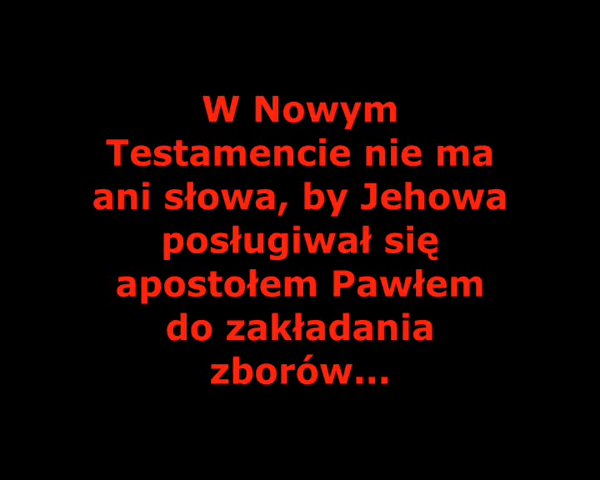 W Nowym
Testamencie nie ma
ani słowa, by Jehowa
posługiwał się
apostołem Pawłem
do zakładania
zborów...